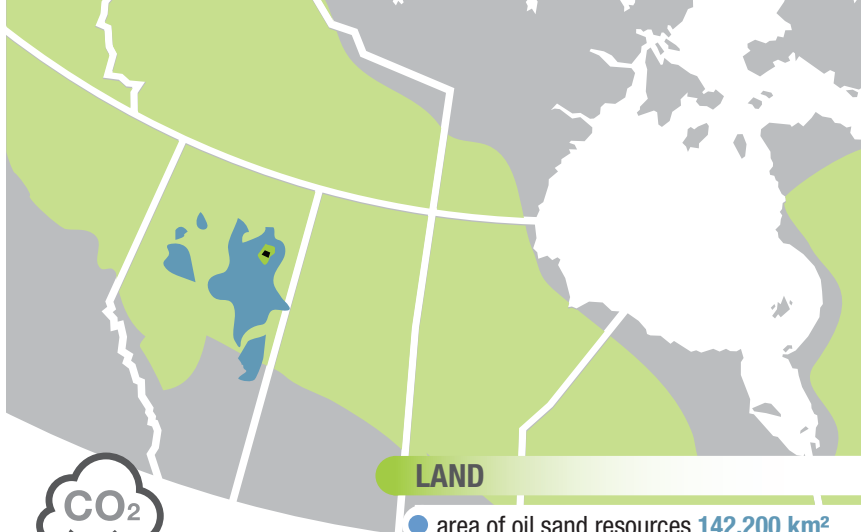 LAND
CO₂
area of oil sand resources 142,200 km²